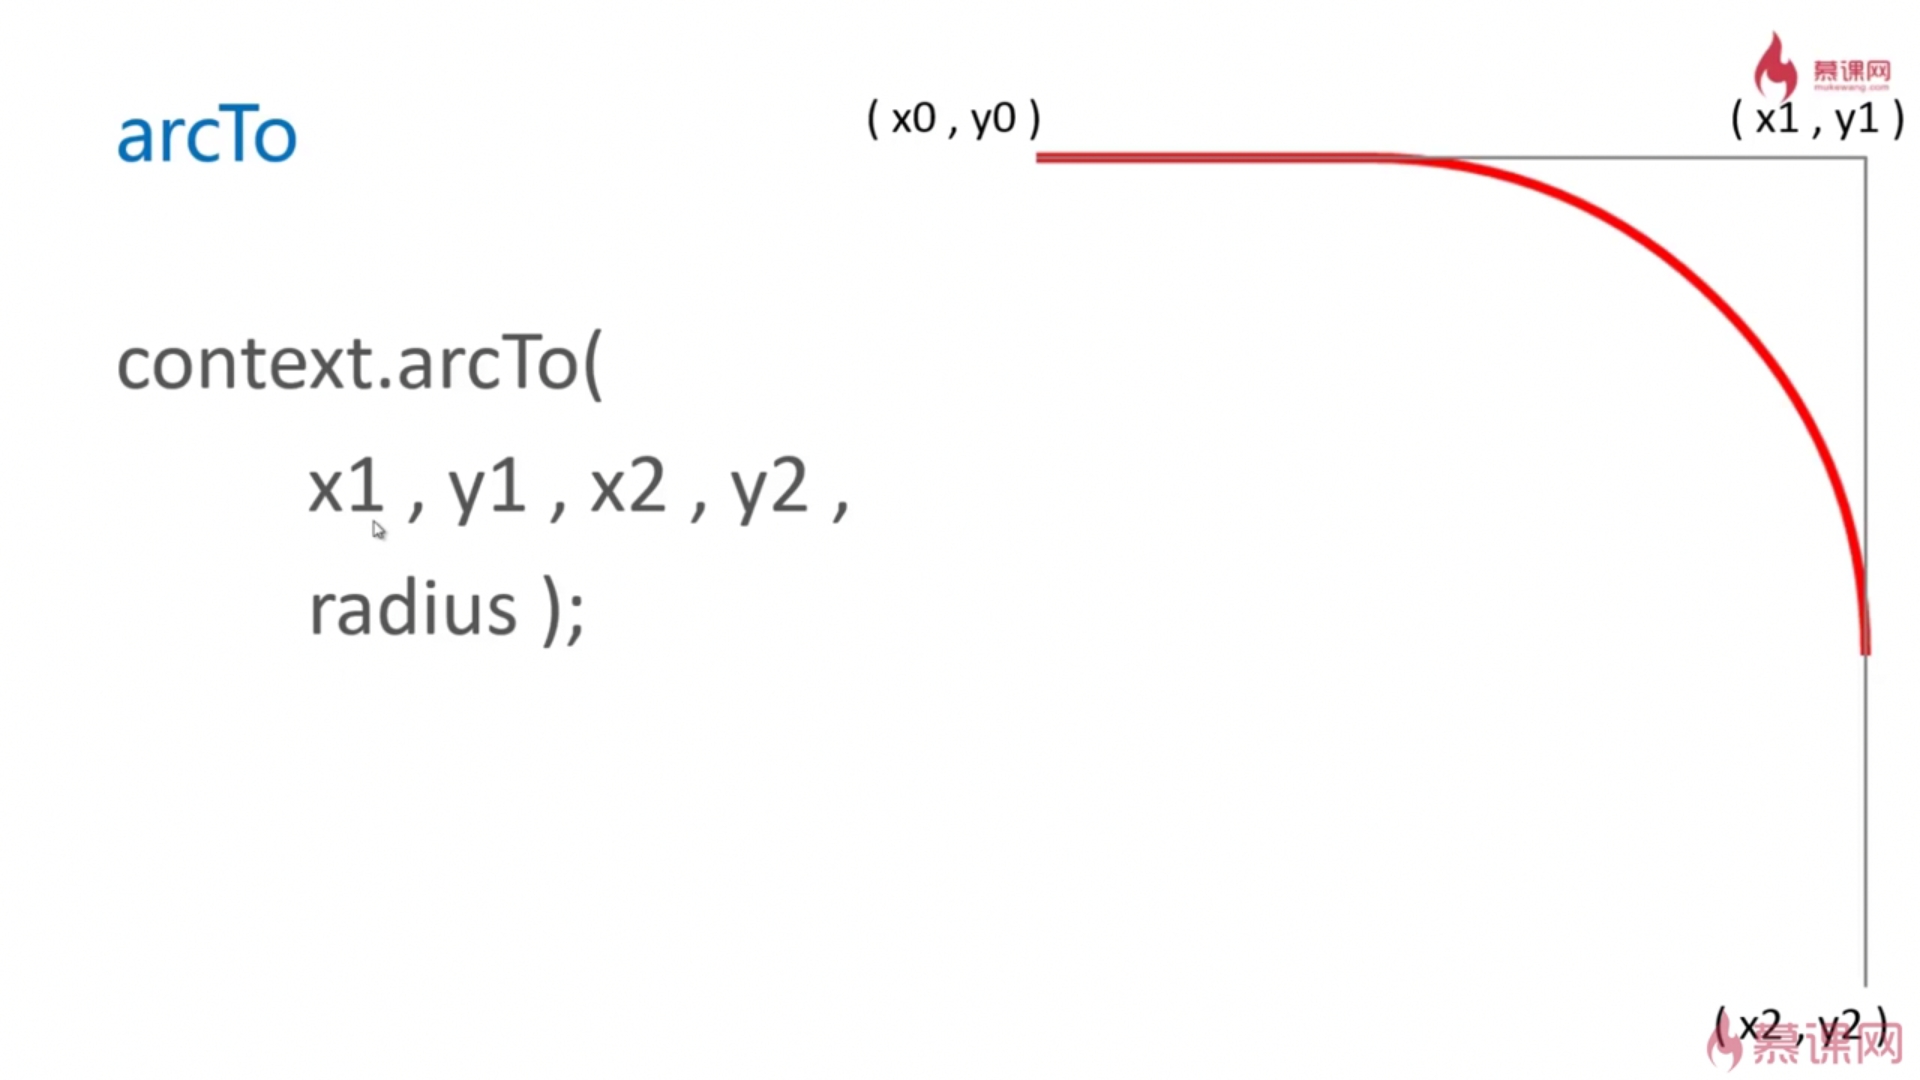 慕课网
mukewang.com
arcTo
( x0 , y0 )
( x1 , y1 )
context.arcTo(
x1 , y1 , x2 , y2 ,
radius );
( x2 , y2 )
慕课网